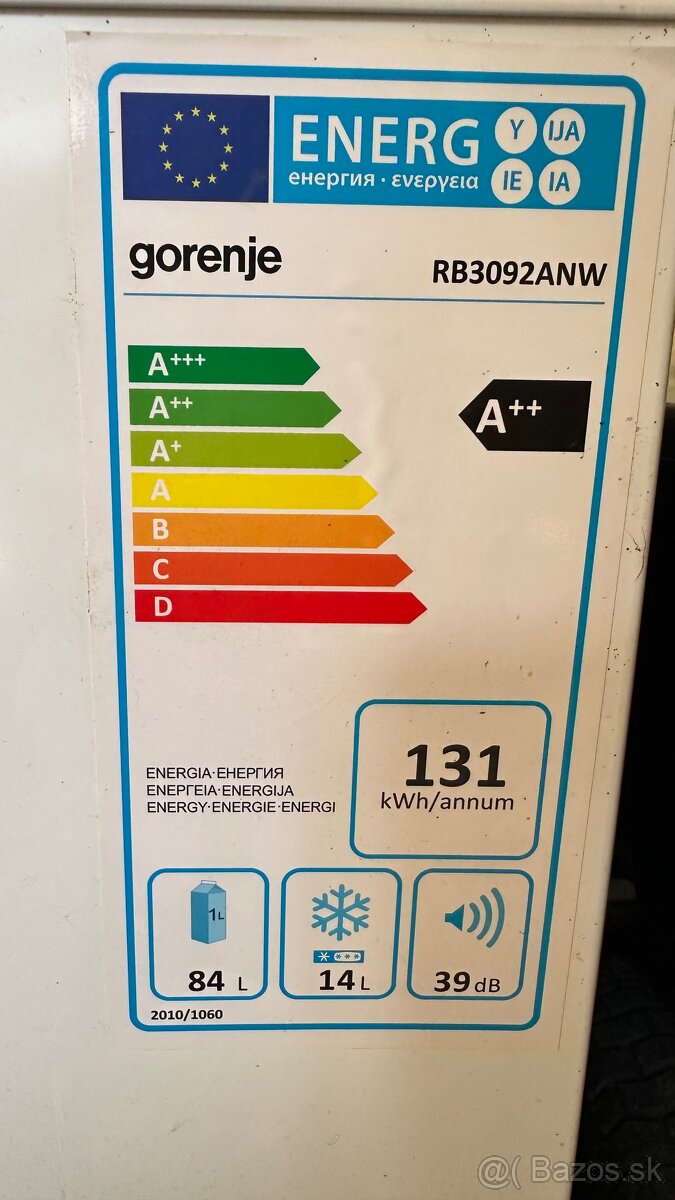 ENERG Y IJA
енергия · ενεργεια IE IA
gorenje RB3092ANW
A+++
A++
A++
A+
A
B
C
D
131
kWh/annum
ENERGIA·ЕНЕРГИЯ
ΕΝΕΡΓΕΙΑ·ENERGIJA
ENERGY·ENERGIE·ENERGI
1L
84 L
14 L
39 dB
2010/1060
@( Bazos.sk